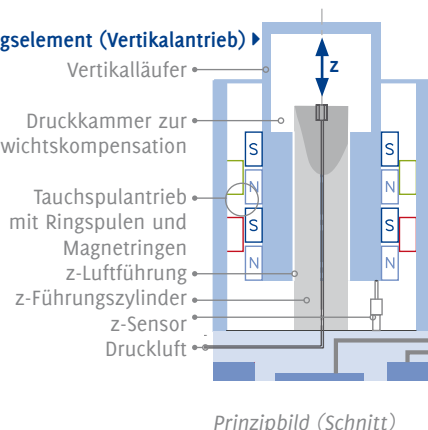 gselement (Vertikalantrieb)
z
Vertikalläufer
Druckkammer zur
wichtskompensation
S
S
N
N
S
S
N
N
Tauchspulantrieb
mit Ringspulen und
Magnetringen
z-Luftführung
z-Führungszylinder
z-Sensor
Druckluft
Prinzipbild (Schnitt)